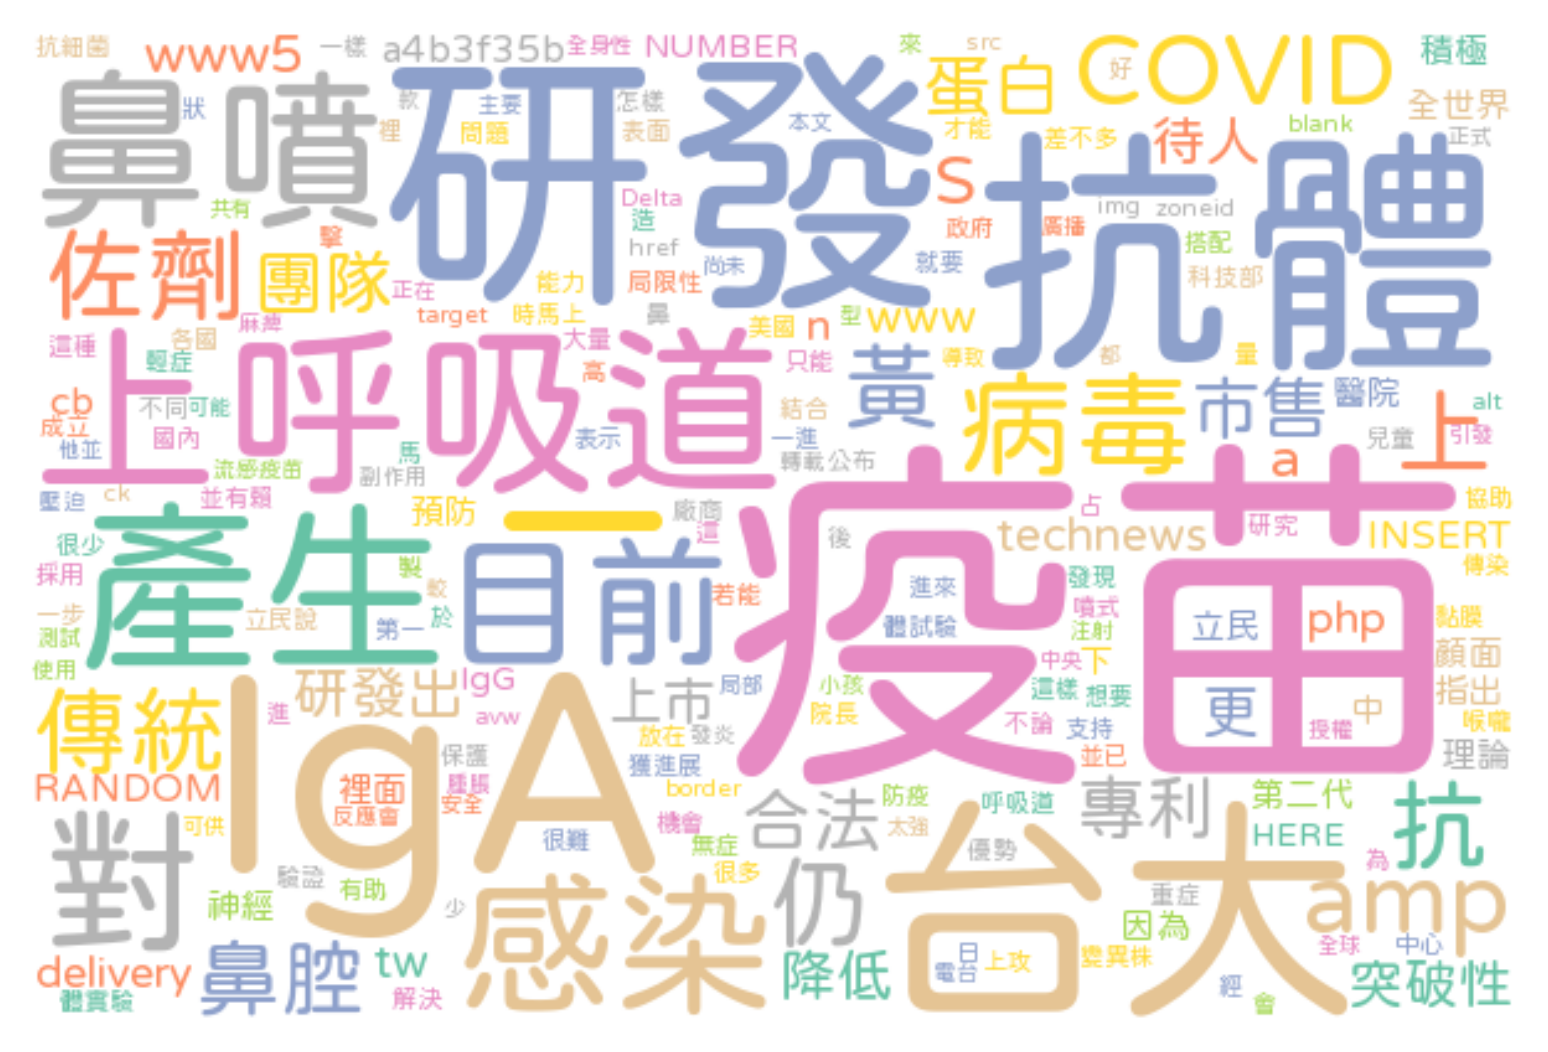 抗細菌
www5
一樣
a4b3f35b
全身性
NUMBER
來
src
COVID
好
積極
鼻噴
狀
研發
款
主要
怎樣
蛋白
全世界
裡
問題
表面
本文
才能
差不多
待人
blank
正式
共有
Delta
造
S
抗體
img
zoneid
佐劑
擊
團隊
href
尚未
政府
廣播
搭配
就要
正在
能力
局限性
科技部
target
時馬上
鼻
美國
n
型
www
這種
各國
麻痺
上呼吸道
大量
只能
黃
導致
都
量
輕症
高
病毒
市售
醫院
alt
cb
成立
不同
可能
結合
上
引發
他並
國內
表示
一進
兒童
流感疫苗
馬
副作用
轉載公布
a
壓迫
ck
並有賴
預防
一
廠商
這
疫苗
占
研究
協助
technews
INSERT
很少
產生
目前
後
傳染
採用
製
較
若能
進來
發現
噴式
立民
php
黏膜
一步
立民說
第一
於
體試驗
注射
測試
顏面
使用
研發出
IgG
上市
局部
小孩
中央
下
指出
傳統
IgA
進
avw
院長
這樣
想要
更
中
喉嚨
放在
發炎
不論
支持
授權
理論
保護
獲進展
並已
RANDOM
裡面
腫脹
border
反應會
安全
合法
防疫
呼吸道
專利
第二代
抗
對
可供
很難
機會
無症
太強
台大
HERE
優勢
為
很多
驗證
有助
神經
少
感染
仍
重症
amp
因為
鼻腔
tw
delivery
降低
日
電台
上攻
變異株
全球
中心
體實驗
解決
經
會
突破性